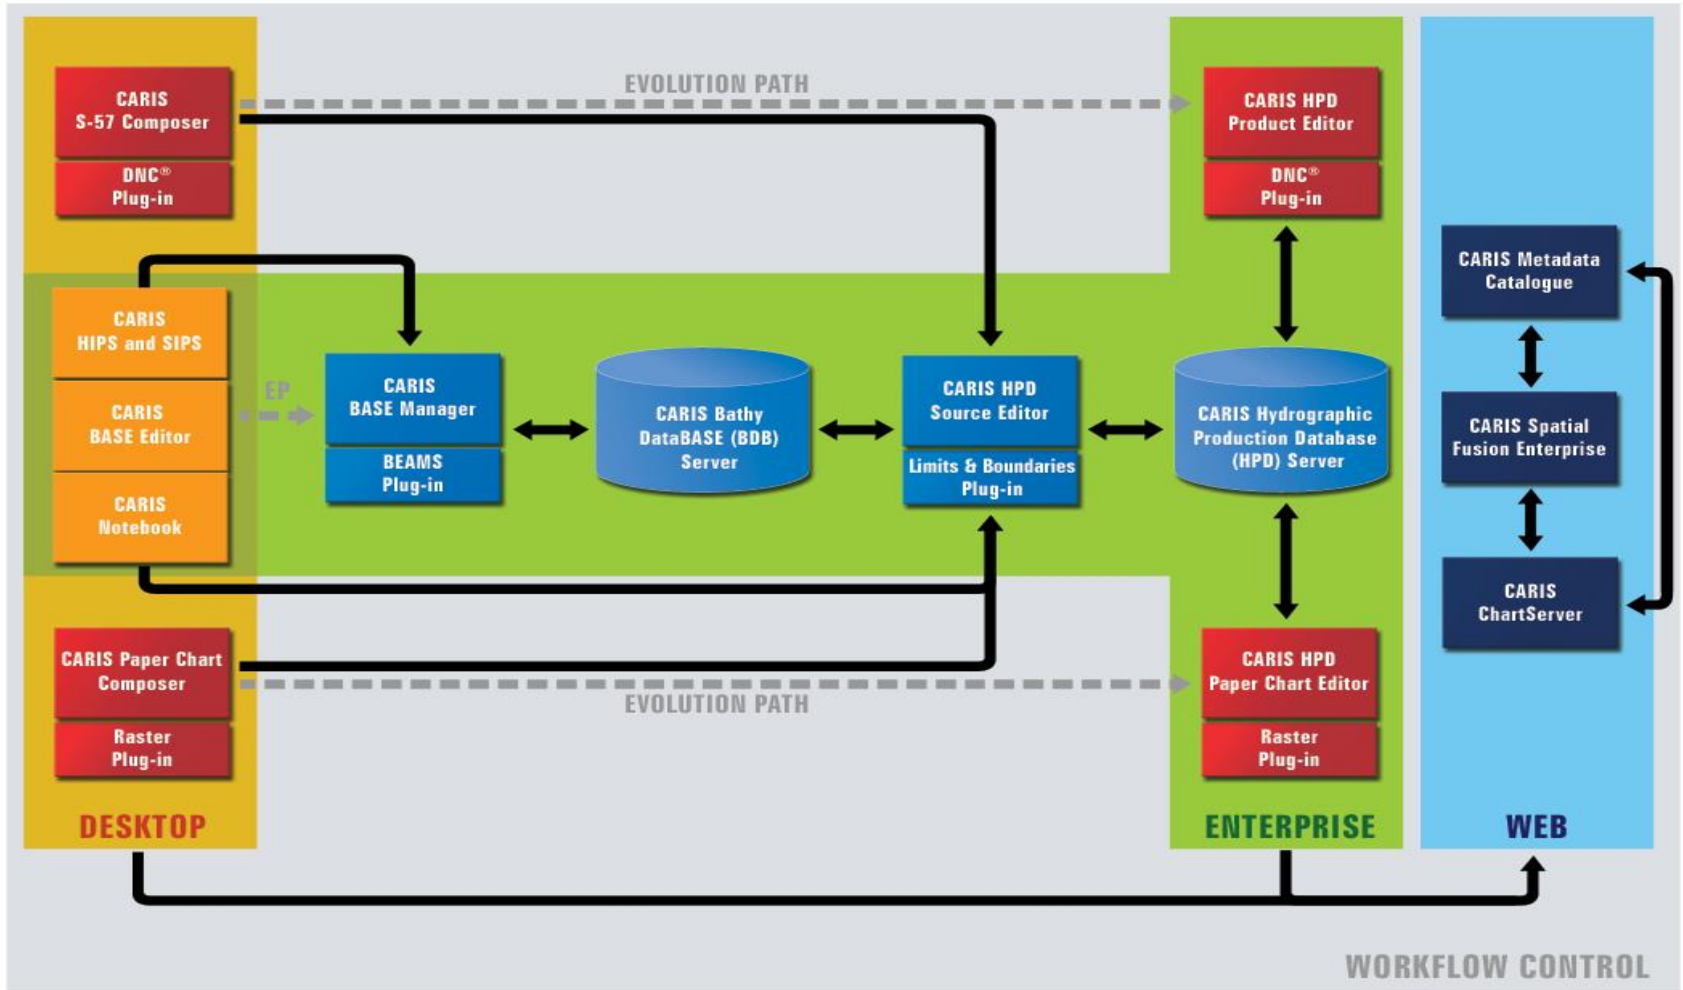 EVOLUTION PATH
CARIS
S-57 Composer
DNC®
Plug-in
CARIS HPD
Product Editor
DNC®
Plug-in
CARIS
HIPS and SIPS
CARIS
BASE Editor
CARIS
Notebook
EP
CARIS
BASE Manager
BEAMS
Plug-in
CARIS Bathy
DataBASE (BDB)
Server
CARIS HPD
Source Editor
Limits & Boundaries
Plug-in
CARIS Hydrographic
Production Database
(HPD) Server
CARIS Metadata
Catalogue
CARIS Spatial
Fusion Enterprise
CARIS
ChartServer
CARIS Paper Chart
Composer
Raster
Plug-in
EVOLUTION PATH
CARIS HPD
Paper Chart Editor
Raster
Plug-in
DESKTOP
ENTERPRISE
WEB
WORKFLOW CONTROL